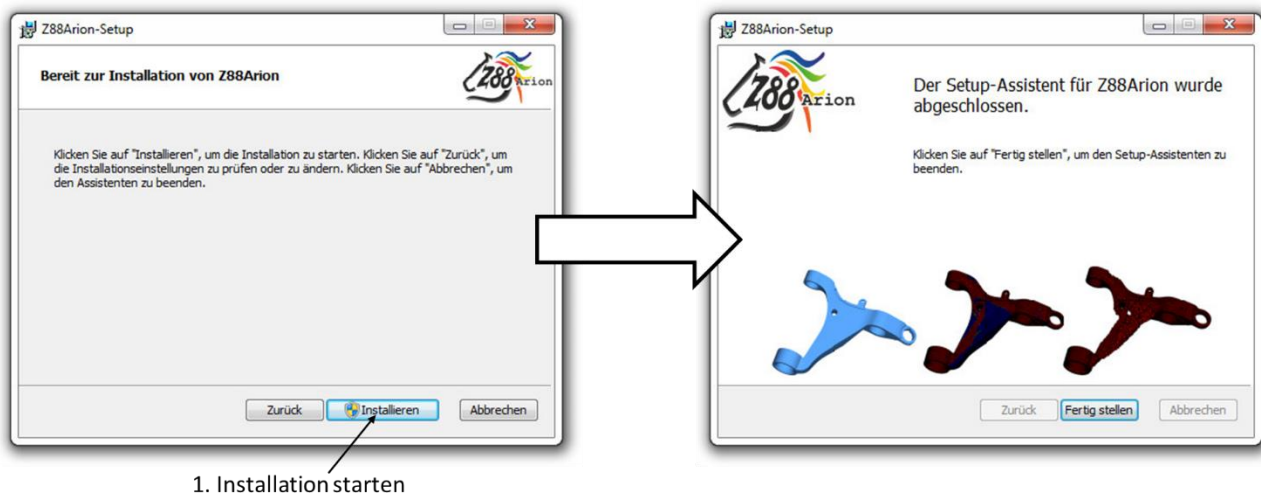 Z88Arion-Setup
Bereit zur Installation von Z88Arion
Z88 Arion
Klicken Sie auf "Installieren", um die Installation zu starten. Klicken Sie auf "Zurück", um
die Installationseinstellungen zu prüfen oder zu ändern. Klicken Sie auf "Abbrechen", um
den Assistenten zu beenden.
Zurück
Installieren
Abbrechen
1. Installation starten
Z88Arion-Setup
Z88 Arion
Der Setup-Assistent für Z88Arion wurde
abgeschlossen.
Klicken Sie auf "Fertig stellen", um den Setup-Assistenten zu
beenden.
Zurück
Fertig stellen
Abbrechen